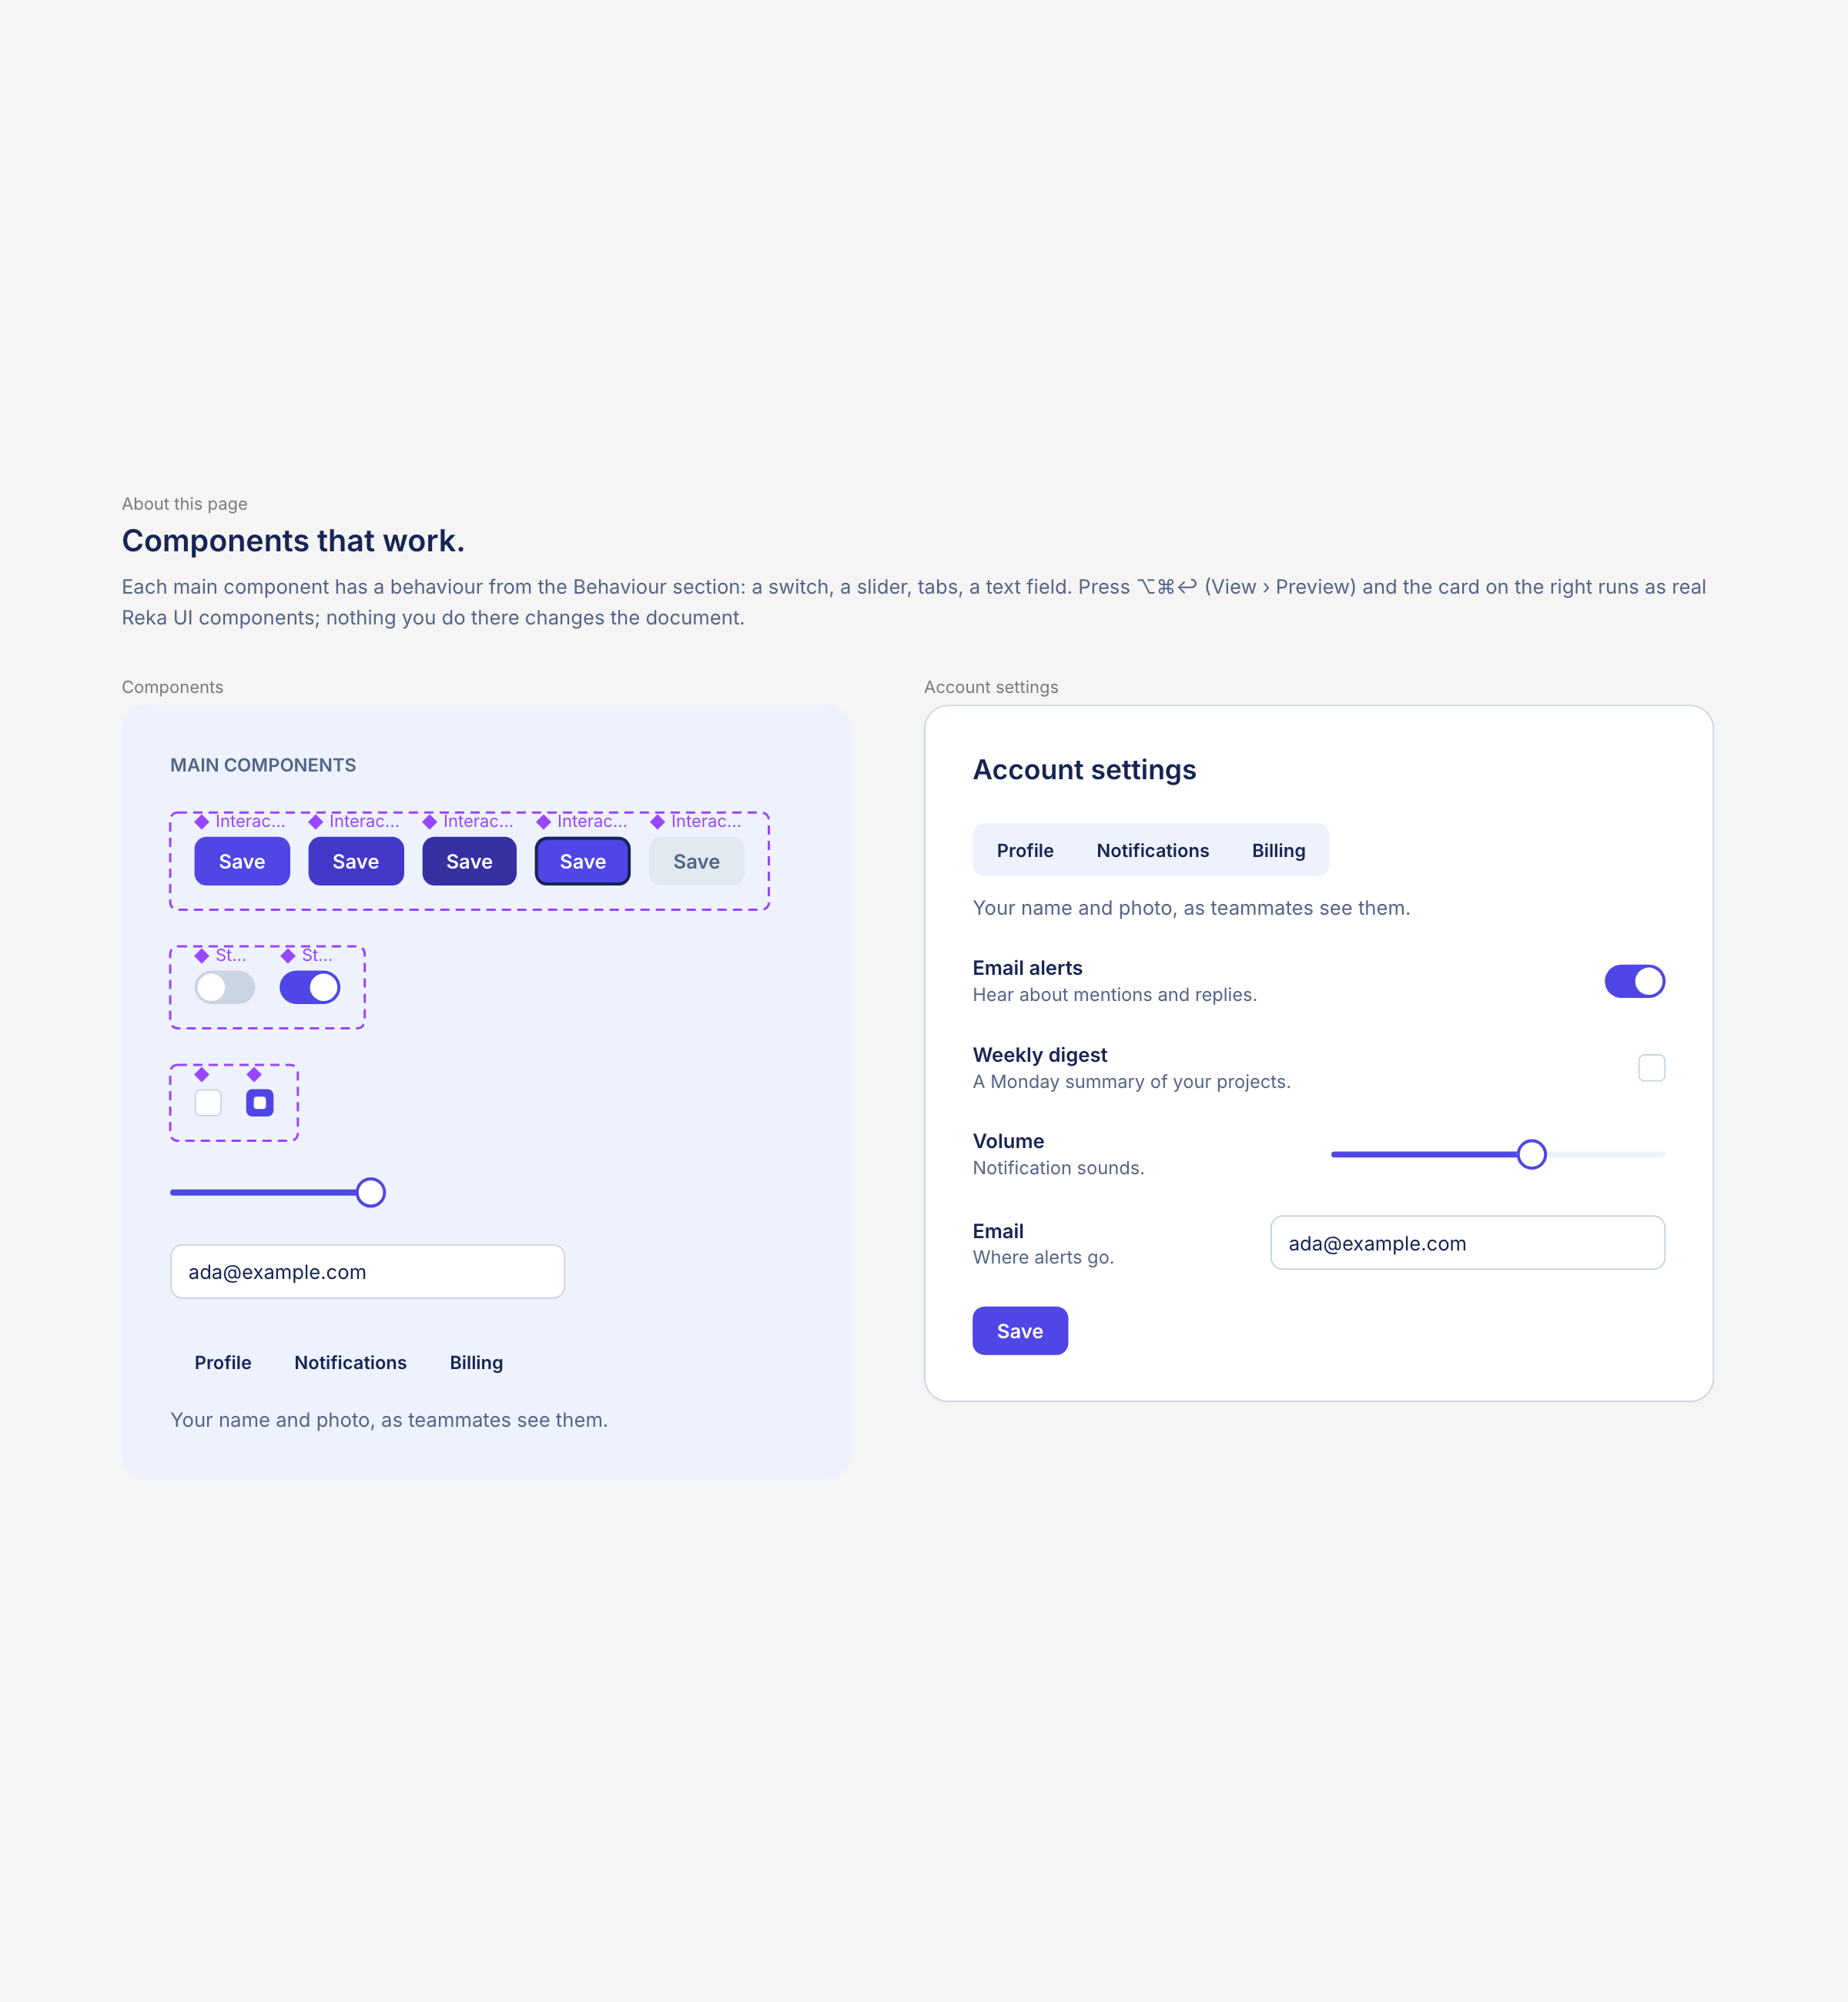 About this page
Components that work.
Each main component has a behaviour from the Behaviour section: a switch, a slider, tabs, a text field. Press ⌥⌘↩ (View › Preview) and the card on the right runs as real
Reka UI components; nothing you do there changes the document.
Components
MAIN COMPONENTS
Interac... Interac... Interac... Interac... Interac...
Save Save Save Save Save
St... St...
ada@example.com
Profile Notifications Billing
Your name and photo, as teammates see them.
Account settings
Account settings
Profile Notifications Billing
Your name and photo, as teammates see them.
Email alerts
Hear about mentions and replies.
Weekly digest
A Monday summary of your projects.
Volume
Notification sounds.
Email
Where alerts go.
ada@example.com
Save